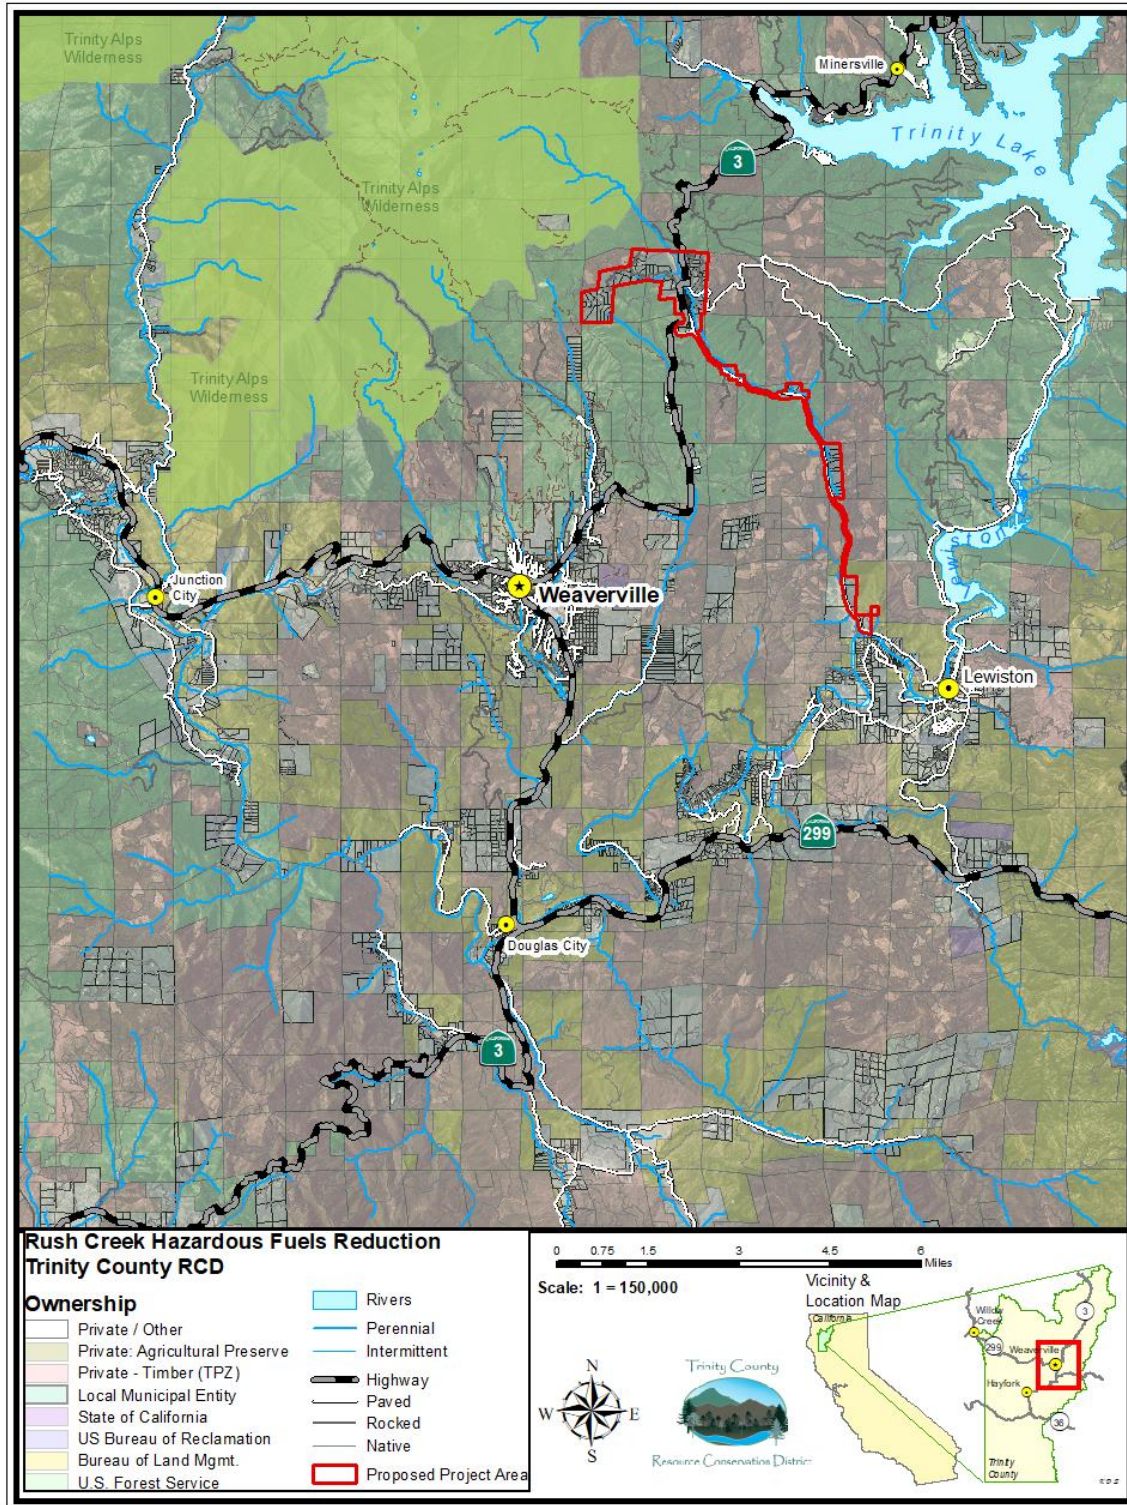 Trinity Alps
Wilderness
Minersville
Trinity Lake
3
Trinity Alps
Wilderness
Trinity Alps
Wilderness
Junction
City
Weaverville
Lewiston
Lewiston
299
Douglas City
3
Rush Creek Hazardous Fuels Reduction
Trinity County RCD
Ownership
Private / Other
Private: Agricultural Preserve
Private - Timber (TPZ)
Local Municipal Entity
State of California
US Bureau of Reclamation
Bureau of Land Mgmt.
U.S. Forest Service
Rivers
Perennial
Intermittent
Highway
Paved
Rocked
Native
Proposed Project Area
0 0.75 1.5 3 4.5 6
Miles
Scale: 1 = 150,000
N
W E
S
Trinity County
Resource Conservation District
Vicinity &
Location Map
California
Willow
Creek
3
299
Weaverville
Hayfork
36
Trinity
County